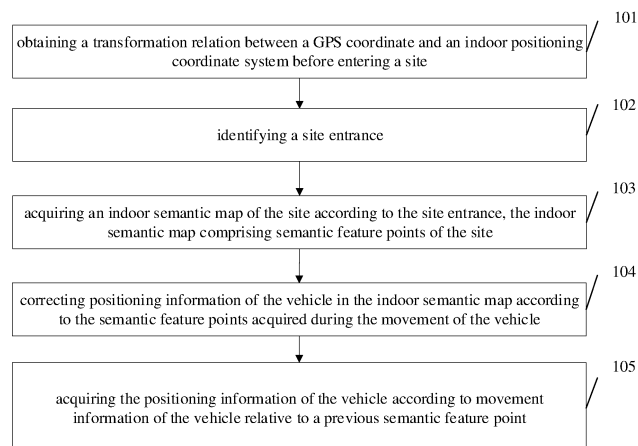 101
obtaining a transformation relation between a GPS coordinate and an indoor positioning
coordinate system before entering a site
102
identifying a site entrance
103
acquiring an indoor semantic map of the site according to the site entrance, the indoor
semantic map comprising semantic feature points of the site
104
correcting positioning information of the vehicle in the indoor semantic map according
to the semantic feature points acquired during the movement of the vehicle
105
acquiring the positioning information of the vehicle according to movement
information of the vehicle relative to a previous semantic feature point